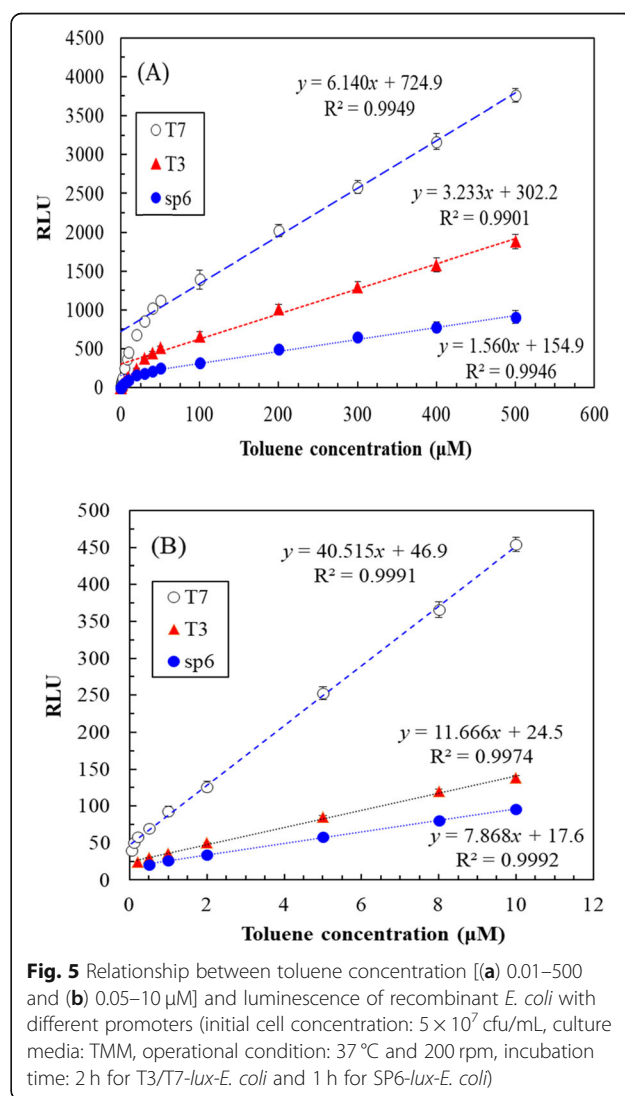 (A)
4500
4000
3500
3000
2500
2000
1500
1000
500
0
RLU
T7
T3
sp6
y = 6.140x + 724.9
R² = 0.9949
y = 3.233x + 302.2
R² = 0.9901
y = 1.560x + 154.9
R² = 0.9946
0 100 200 300 400 500 600
Toluene concentration (µM)
(B)
500
450
400
350
300
250
200
150
100
50
0
RLU
T7
T3
sp6
y = 40.515x + 46.9
R² = 0.9991
y = 11.666x + 24.5
R² = 0.9974
y = 7.868x + 17.6
R² = 0.9992
0 2 4 6 8 10 12
Toluene concentration (µM)
Fig. 5 Relationship between toluene concentration [(a) 0.01–500
and (b) 0.05–10 µM] and luminescence of recombinant E. coli with
different promoters (initial cell concentration: 5 × 10⁷ cfu/mL, culture
media: TMM, operational condition: 37 °C and 200 rpm, incubation
time: 2 h for T3/T7-lux-E. coli and 1 h for SP6-lux-E. coli)